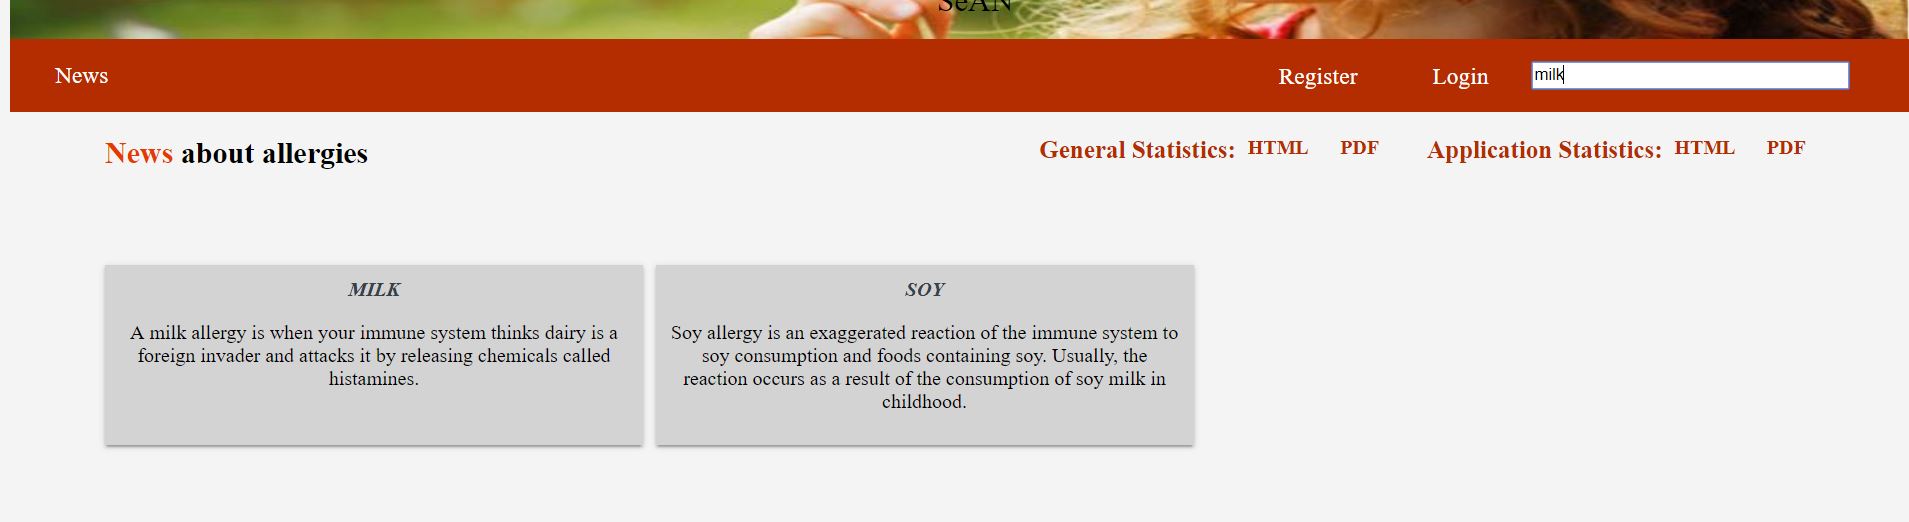 SeAN
News Register Login milk
News about allergies General Statistics: HTML PDF Application Statistics: HTML PDF
MILK
A milk allergy is when your immune system thinks dairy is a
foreign invader and attacks it by releasing chemicals called
histamines.
SOY
Soy allergy is an exaggerated reaction of the immune system to
soy consumption and foods containing soy. Usually, the
reaction occurs as a result of the consumption of soy milk in
childhood.